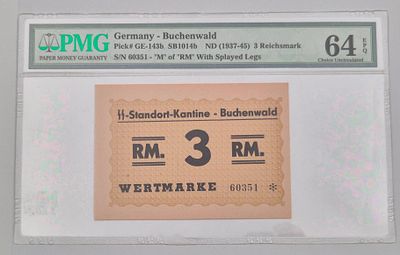 PMG
PAPER MONEY GUARANTY
Germany - Buchenwald
Pick# GE-143b SB1014b ND (1937-45) 3 Reichsmark
S/N 60351 - "M" of "RM" With Splayed Legs
64 EPQ
Choice Uncirculated
ᛋᛋ-Standort-Kantine - Buchenwald
RM. 3 RM.
WERTMARKE 60351 *